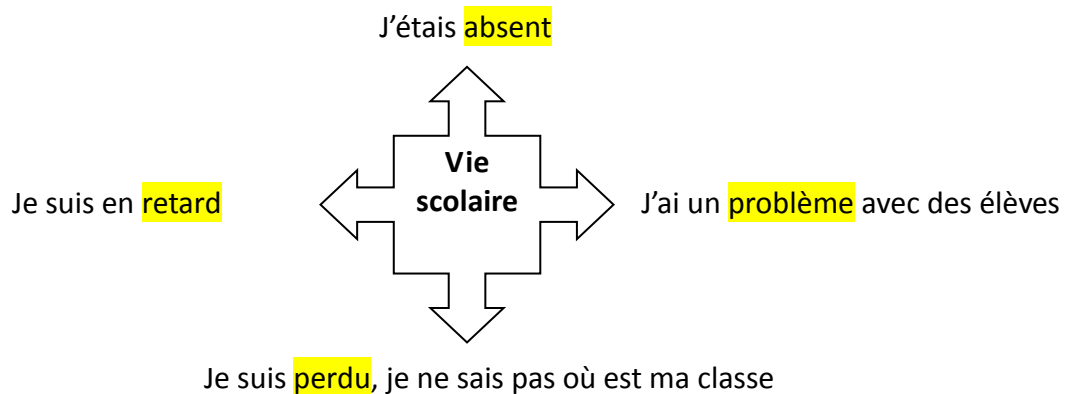 J’étais absent
Vie
scolaire
Je suis en retard
J’ai un problème avec des élèves
Je suis perdu, je ne sais pas où est ma classe